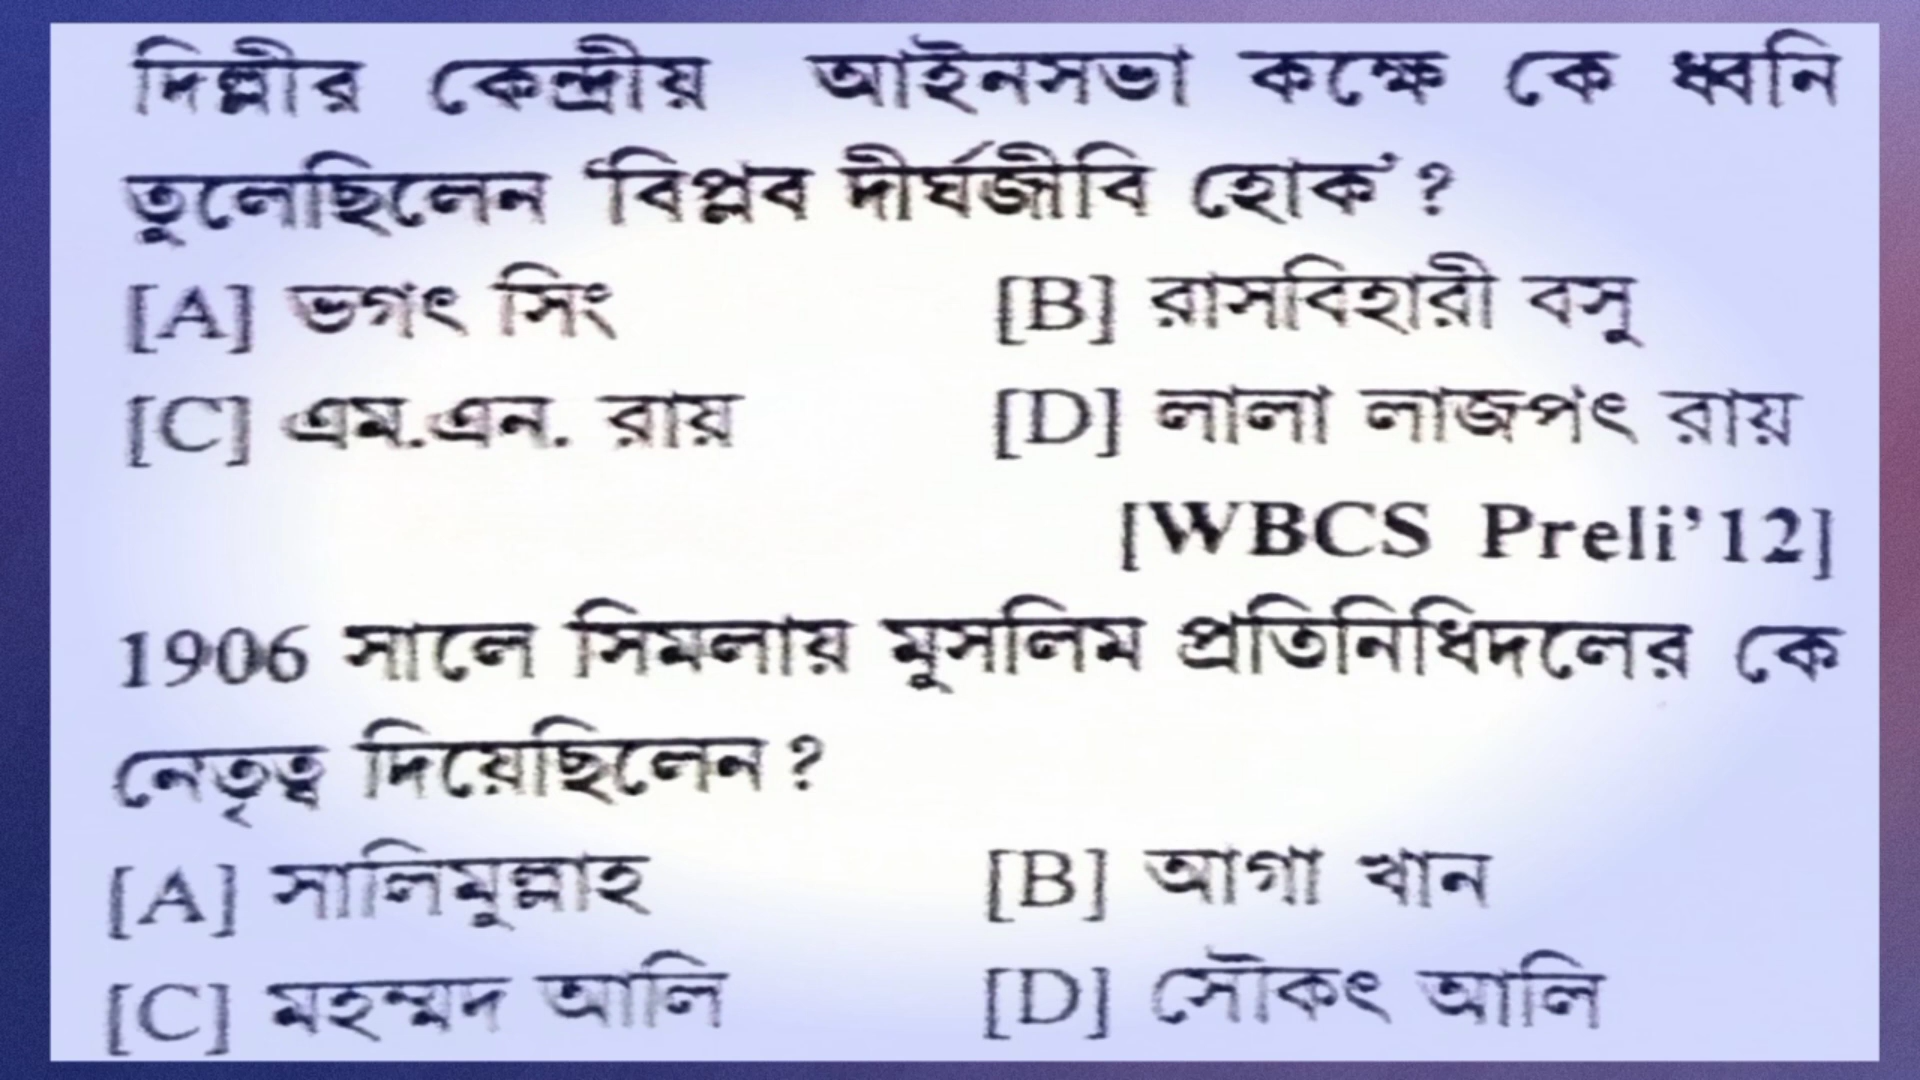 দিল্লীর কেন্দ্রীয় আইনসভা কক্ষে কে ধ্বনি
তুলেছিলেন ‘বিপ্লব দীর্ঘজীবি হোক’ ?
[A] ভগৎ সিং [B] রাসবিহারী বসু
[C] এম.এন. রায় [D] লালা লাজপৎ রায়
[WBCS Preli’12]
1906 সালে সিমলায় মুসলিম প্রতিনিধিদলের কে
নেতৃত্ব দিয়েছিলেন ?
[A] সালিমুল্লাহ [B] আগা খান
[C] মহম্মদ আলি [D] সৌকৎ আলি